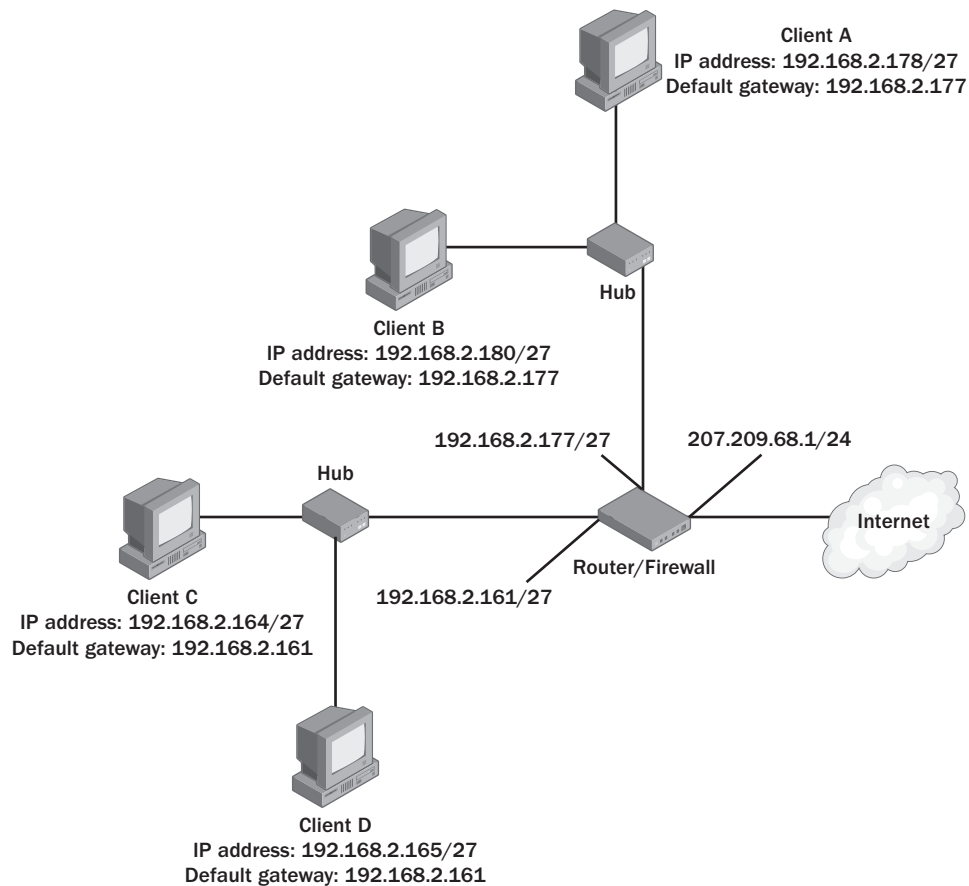 Client A
IP address: 192.168.2.178/27
Default gateway: 192.168.2.177
Hub
Client B
IP address: 192.168.2.180/27
Default gateway: 192.168.2.177
192.168.2.177/27
207.209.68.1/24
Hub
Internet
Router/Firewall
192.168.2.161/27
Client C
IP address: 192.168.2.164/27
Default gateway: 192.168.2.161
Client D
IP address: 192.168.2.165/27
Default gateway: 192.168.2.161